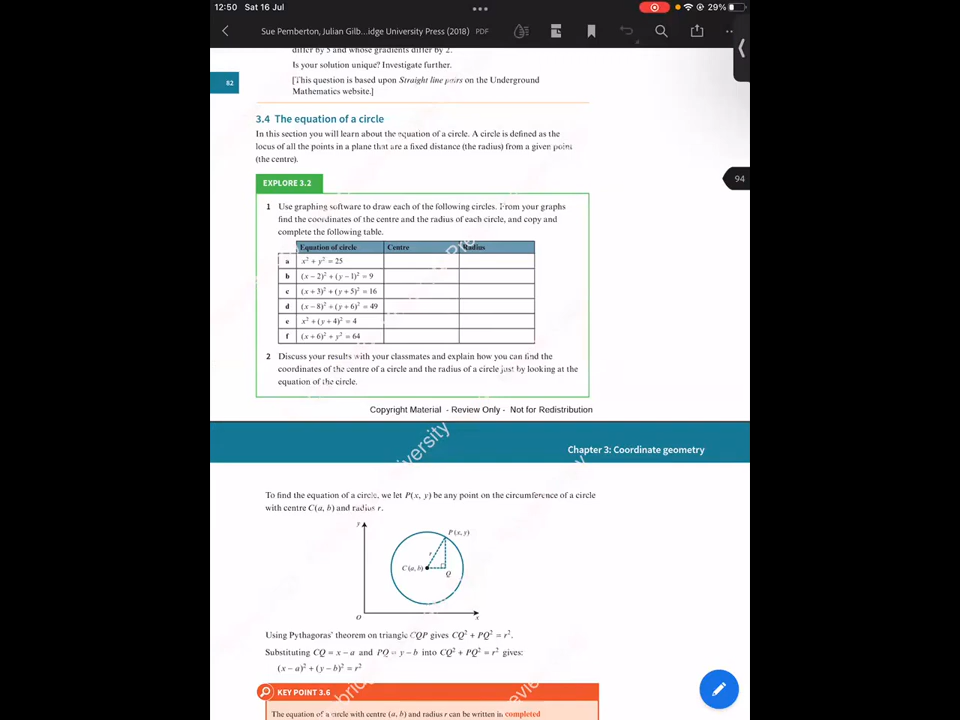 12:50 Sat 16 Jul
29%
Sue Pemberton, Julian Gilb...idge University Press (2018) PDF
differ by 5 and whose gradients differ by 2.
Is your solution unique? Investigate further.
[This question is based upon Straight line pairs on the Underground
Mathematics website.]
82
3.4 The equation of a circle
In this section you will learn about the equation of a circle. A circle is defined as the
locus of all the points in a plane that are a fixed distance (the radius) from a given point
(the centre).
94
EXPLORE 3.2
1 Use graphing software to draw each of the following circles. From your graphs
find the coordinates of the centre and the radius of each circle, and copy and
complete the following table.
Equation of circle Centre Radius
a x² + y² = 25
b (x – 2)² + (y – 1)² = 9
c (x + 3)² + (y + 5)² = 16
d (x – 8)² + (y + 6)² = 49
e x² + (y + 4)² = 4
f (x + 6)² + y² = 64
2 Discuss your results with your classmates and explain how you can find the
coordinates of the centre of a circle and the radius of a circle just by looking at the
equation of the circle.
Copyright Material - Review Only - Not for Redistribution
Chapter 3: Coordinate geometry
To find the equation of a circle, we let P(x, y) be any point on the circumference of a circle
with centre C(a, b) and radius r.
y
P (x, y)
r
C (a, b)
Q
O
x
Using Pythagoras' theorem on triangle CQP gives CQ² + PQ² = r².
Substituting CQ = x – a and PQ = y – b into CQ² + PQ² = r² gives:
(x – a)² + (y – b)² = r²
KEY POINT 3.6
The equation of a circle with centre (a, b) and radius r can be written in completed